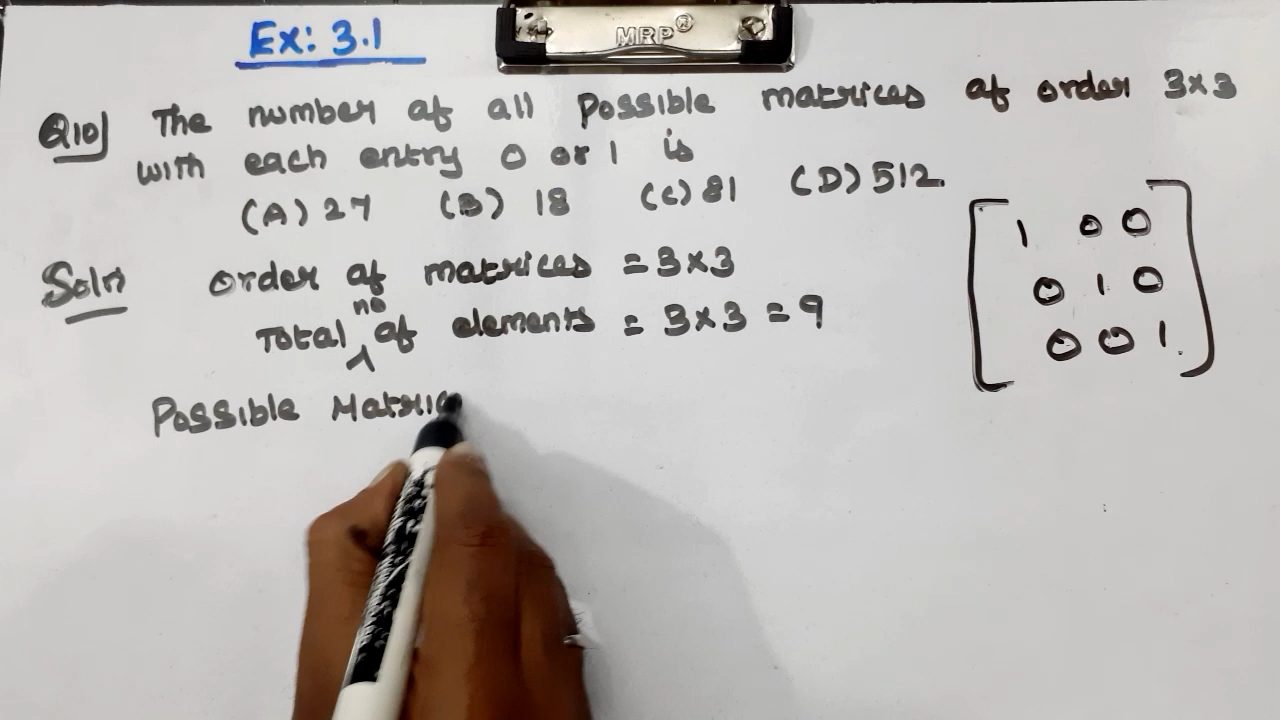 MRP®
Ex: 3.1
Q10] The number of all possible matrices of order 3×3
with each entry 0 or 1 is
(A) 27 (B) 18 (C) 81 (D) 512.
Soln order of matrices = 3×3
no
Total ⁁ of elements = 3×3 = 9
Possible Matric
1 0 0
0 1 0
0 0 1.